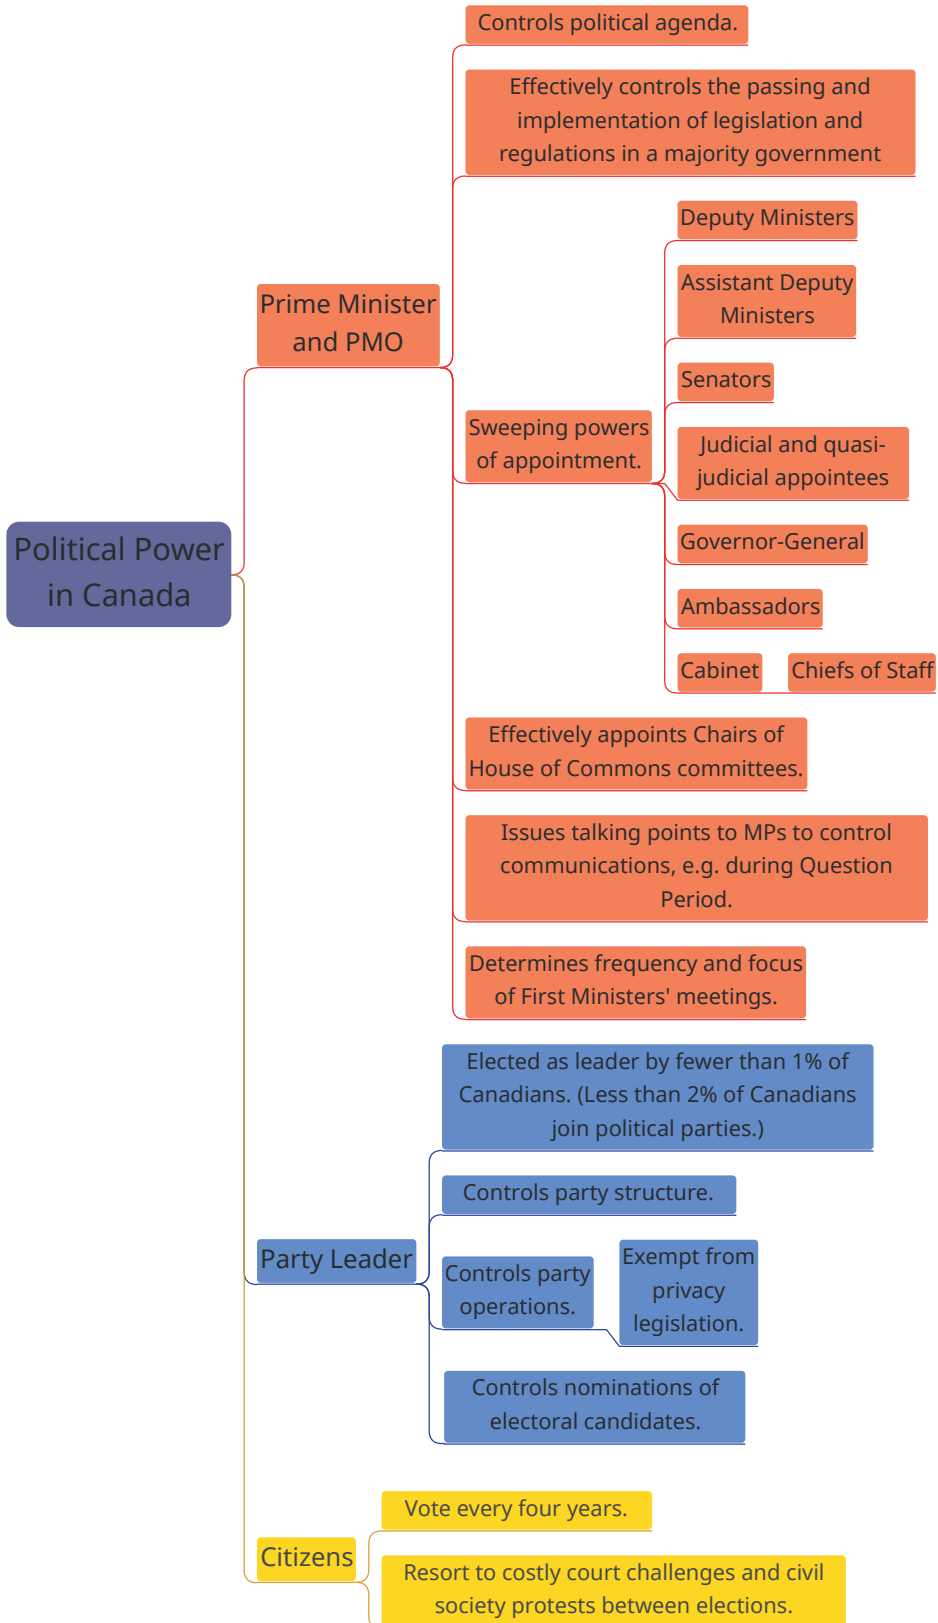 Political Power
in Canada
Prime Minister
and PMO
Controls political agenda.
Effectively controls the passing and
implementation of legislation and
regulations in a majority government
Sweeping powers
of appointment.
Deputy Ministers
Assistant Deputy
Ministers
Senators
Judicial and quasi-
judicial appointees
Governor-General
Ambassadors
Cabinet
Chiefs of Staff
Effectively appoints Chairs of
House of Commons committees.
Issues talking points to MPs to control
communications, e.g. during Question
Period.
Determines frequency and focus
of First Ministers' meetings.
Party Leader
Elected as leader by fewer than 1% of
Canadians. (Less than 2% of Canadians
join political parties.)
Controls party structure.
Controls party
operations.
Exempt from
privacy
legislation.
Controls nominations of
electoral candidates.
Citizens
Vote every four years.
Resort to costly court challenges and civil
society protests between elections.